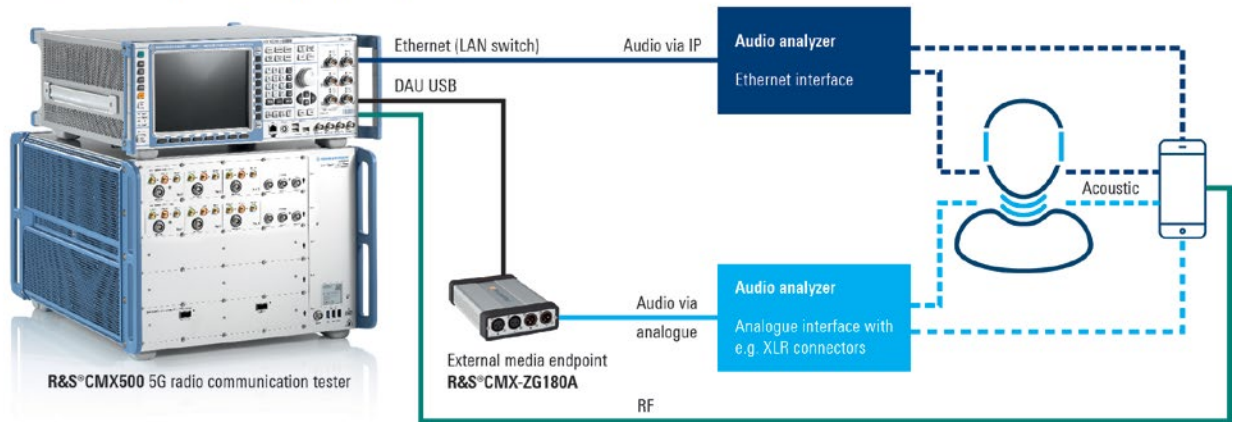 Ethernet (LAN switch)
Audio via IP
Audio analyzer
Ethernet interface
DAU USB
Acoustic
Audio via
analogue
Audio analyzer
Analogue interface with
e.g. XLR connectors
External media endpoint
R&S®CMX-ZG180A
R&S®CMX500 5G radio communication tester
RF